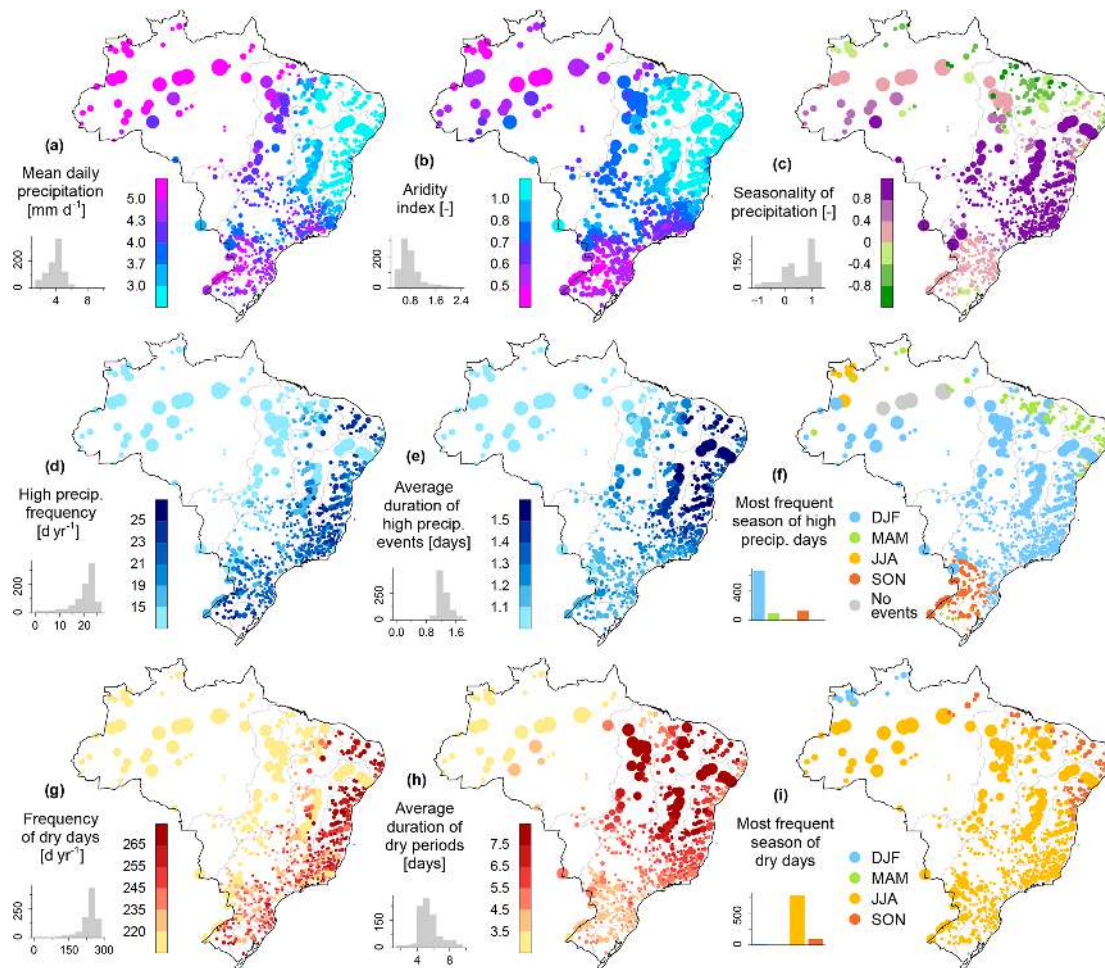 (a)
Mean daily
precipitation
[mm d⁻¹]
5.0
4.3
4.0
3.7
3.0
0 200
4 8
(b)
Aridity
index [-]
1.0
0.8
0.7
0.6
0.5
0 200
0.8 1.6 2.4
(c)
Seasonality of
precipitation [-]
0.8
0.4
0
-0.4
-0.8
0 150
−1 0 1
(d)
High precip.
frequency
[d yr⁻¹]
25
23
21
19
15
0 200
0 10 20
(e)
Average
duration of
high precip.
events [days]
1.5
1.4
1.3
1.2
1.1
0 250
0.0 0.8 1.6
(f)
Most frequent
season of high
precip. days
DJF
MAM
JJA
SON
No
events
0 400
(g)
Frequency
of dry days
[d yr⁻¹]
265
255
245
235
220
0 250
0 150 300
(h)
Average
duration of
dry periods
[days]
7.5
6.5
5.5
4.5
3.5
0 200
4 8
(i)
Most frequent
season of
dry days
DJF
MAM
JJA
SON
0 500